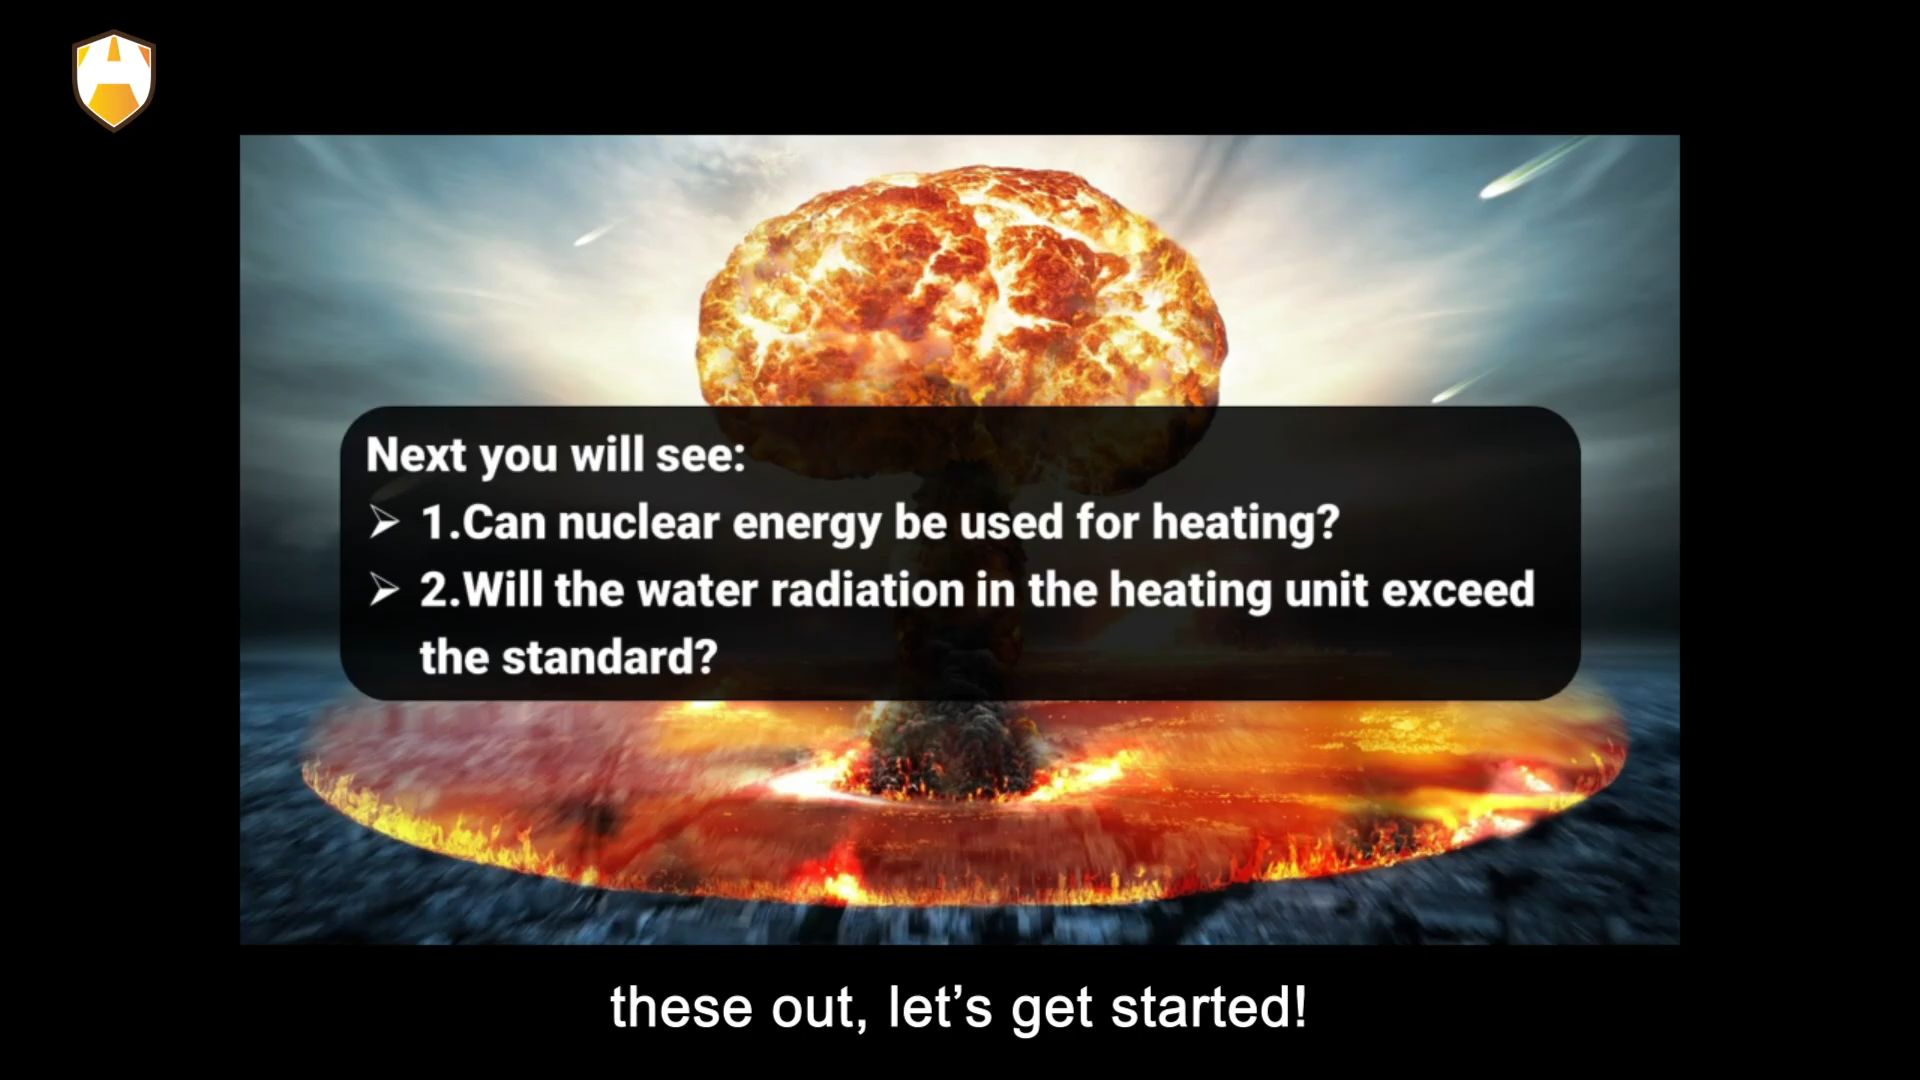 Next you will see:
➢ 1.Can nuclear energy be used for heating?
➢ 2.Will the water radiation in the heating unit exceed
the standard?
these out, let’s get started!